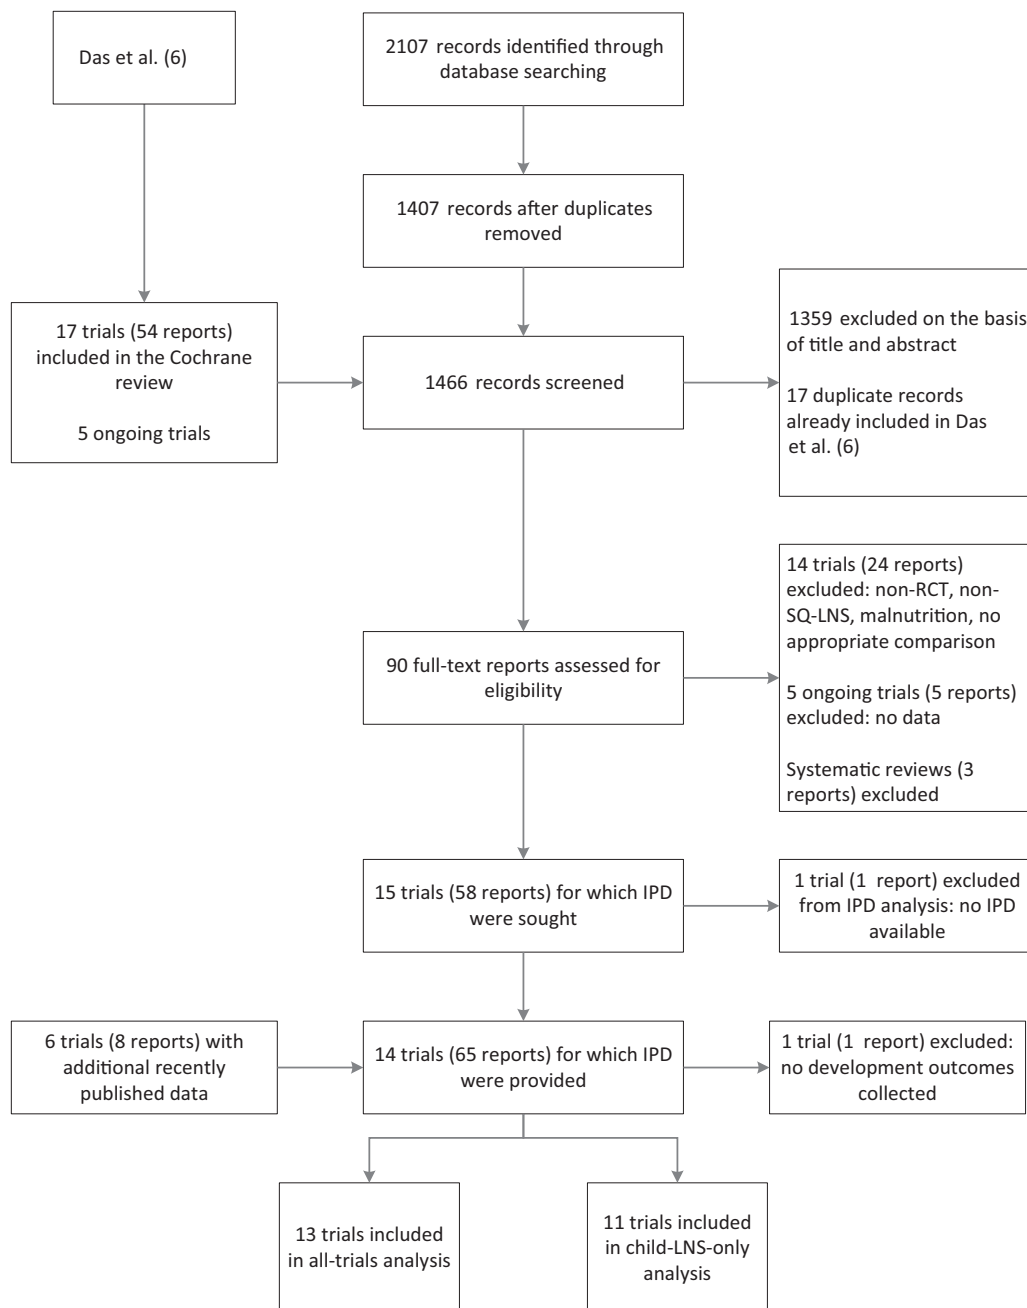 Das et al. (6)
2107 records identified through
database searching
1407 records after duplicates
removed
17 trials (54 reports)
included in the Cochrane
review
5 ongoing trials
1466 records screened
1359 excluded on the basis
of title and abstract
17 duplicate records
already included in Das
et al. (6)
90 full-text reports assessed for
eligibility
14 trials (24 reports)
excluded: non-RCT, non-
SQ-LNS, malnutrition, no
appropriate comparison
5 ongoing trials (5 reports)
excluded: no data
Systematic reviews (3
reports) excluded
15 trials (58 reports) for which IPD
were sought
1 trial (1 report) excluded
from IPD analysis: no IPD
available
6 trials (8 reports) with
additional recently
published data
14 trials (65 reports) for which IPD
were provided
1 trial (1 report) excluded:
no development outcomes
collected
13 trials included
in all-trials analysis
11 trials included
in child-LNS-only
analysis